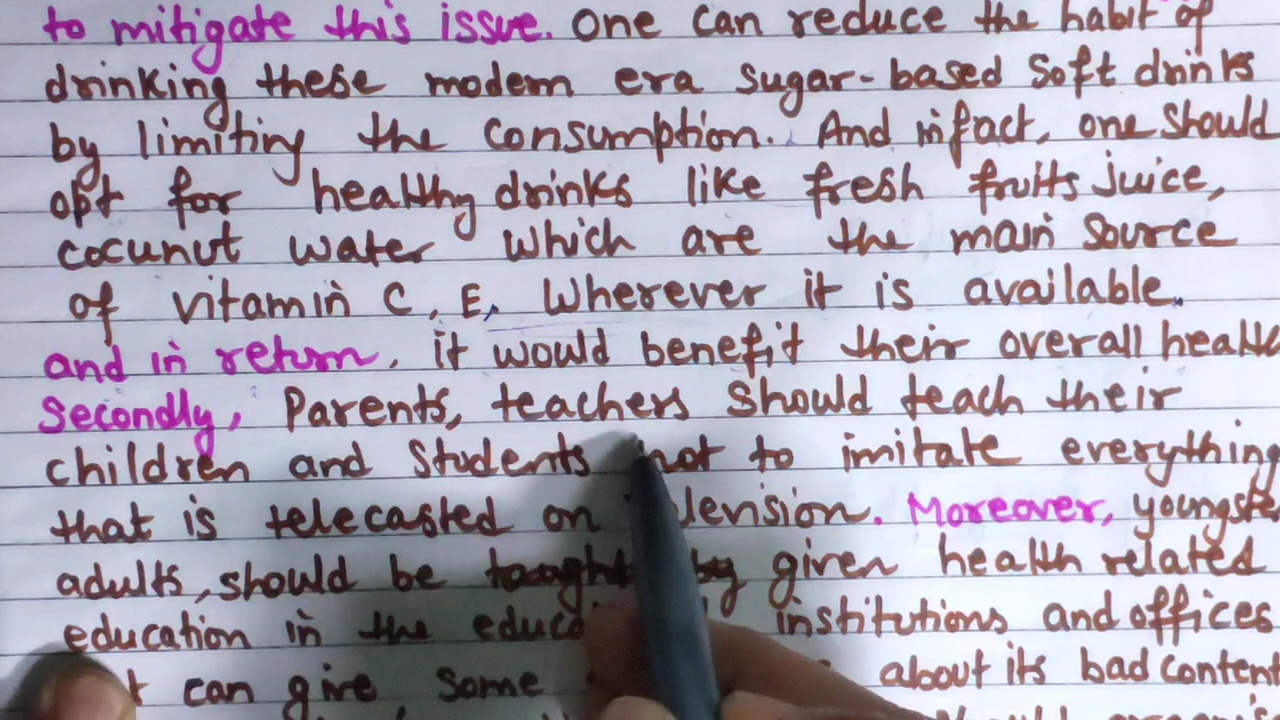 to mitigate this issue. One can reduce the habit of
drinking these modern era sugar-based soft drinks
by limiting the consumption. And infact, one should
opt for healthy drinks like fresh fruits juice,
cocunut water which are the main source
of vitamin C, E, wherever it is available.
and in return, it would benefit their overall health
Secondly, Parents, teachers should teach their
children and students not to imitate everything
that is telecasted on
Moreover, youngsters
adults, should be given health related
education in the institutions and offices
can give some about its bad content